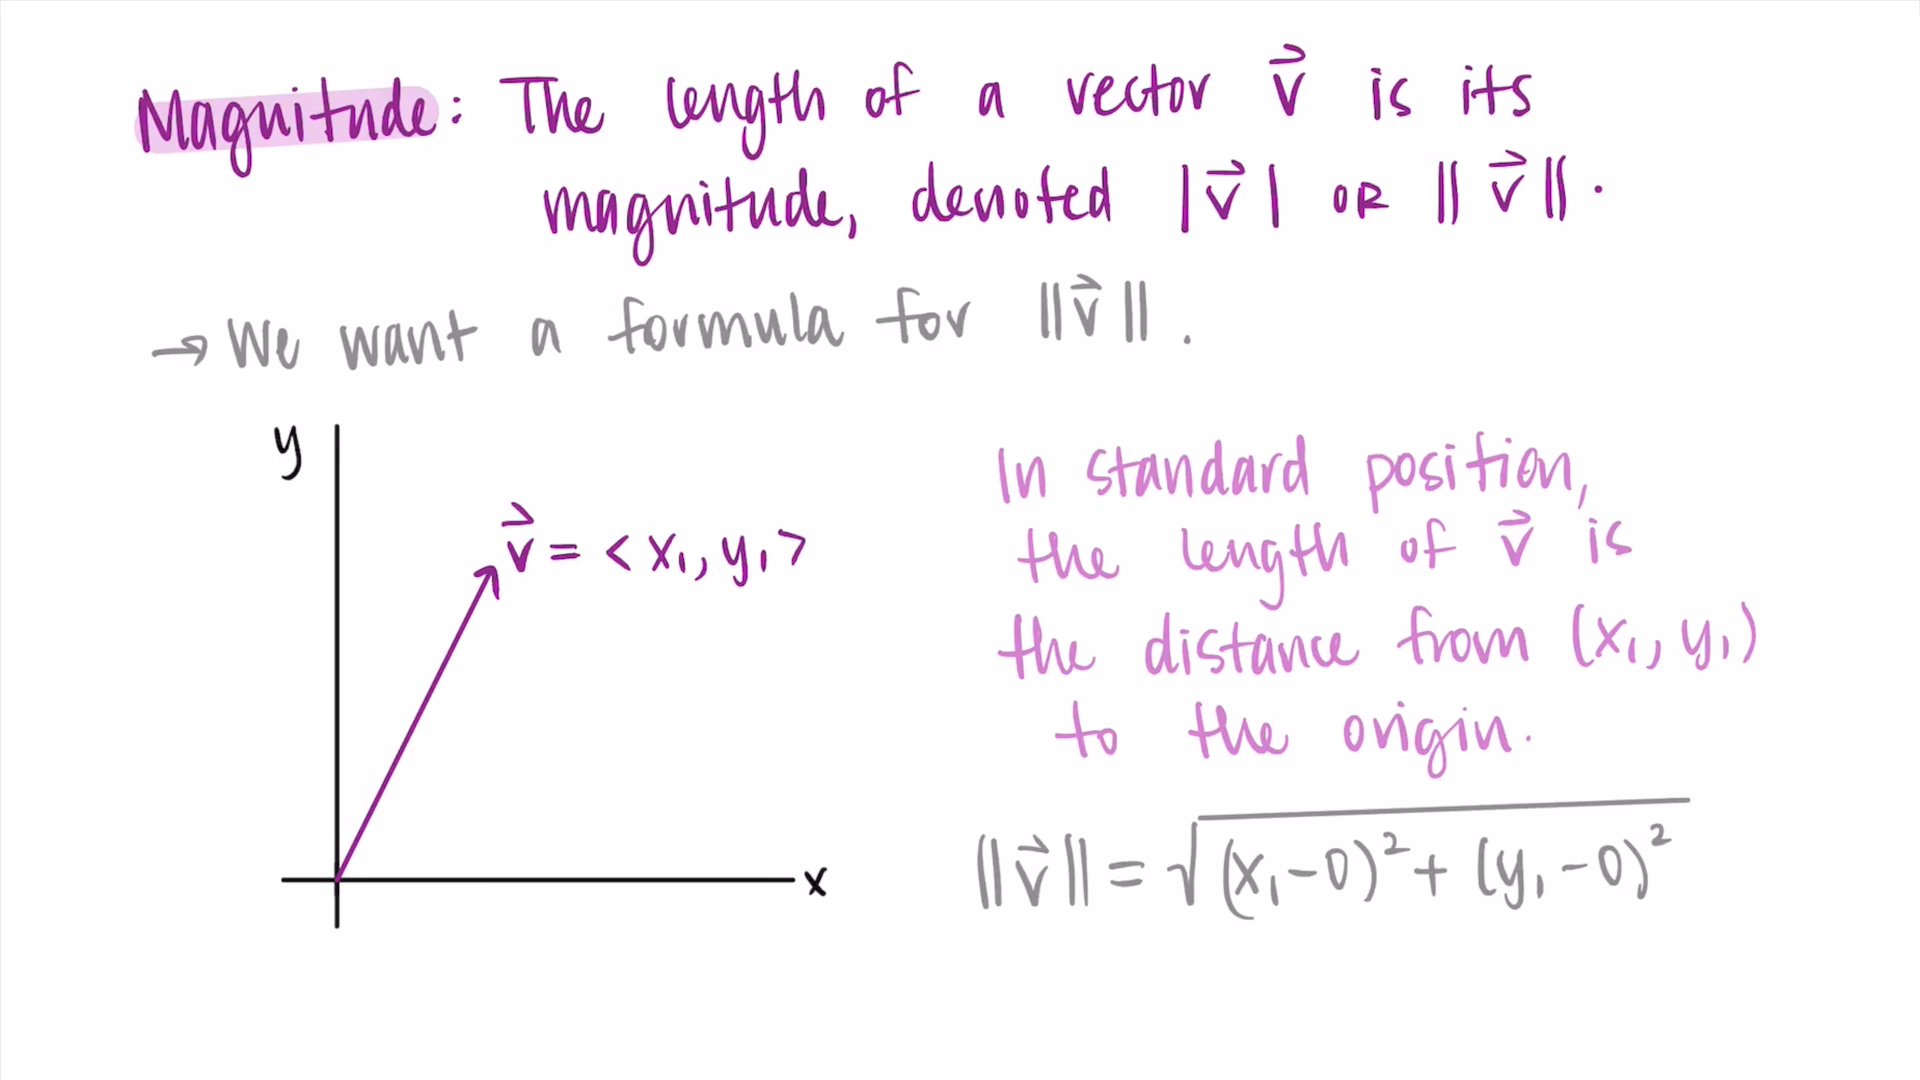 Magnitude: The length of a vector v⃗ is its
magnitude, denoted |v⃗| OR ||v⃗||.
→ We want a formula for ||v⃗||.
y
v⃗ = <x₁, y₁>
x
In standard position,
the length of v⃗ is
the distance from (x₁, y₁)
to the origin.
||v⃗|| = √(x₁-0)² + (y₁-0)²